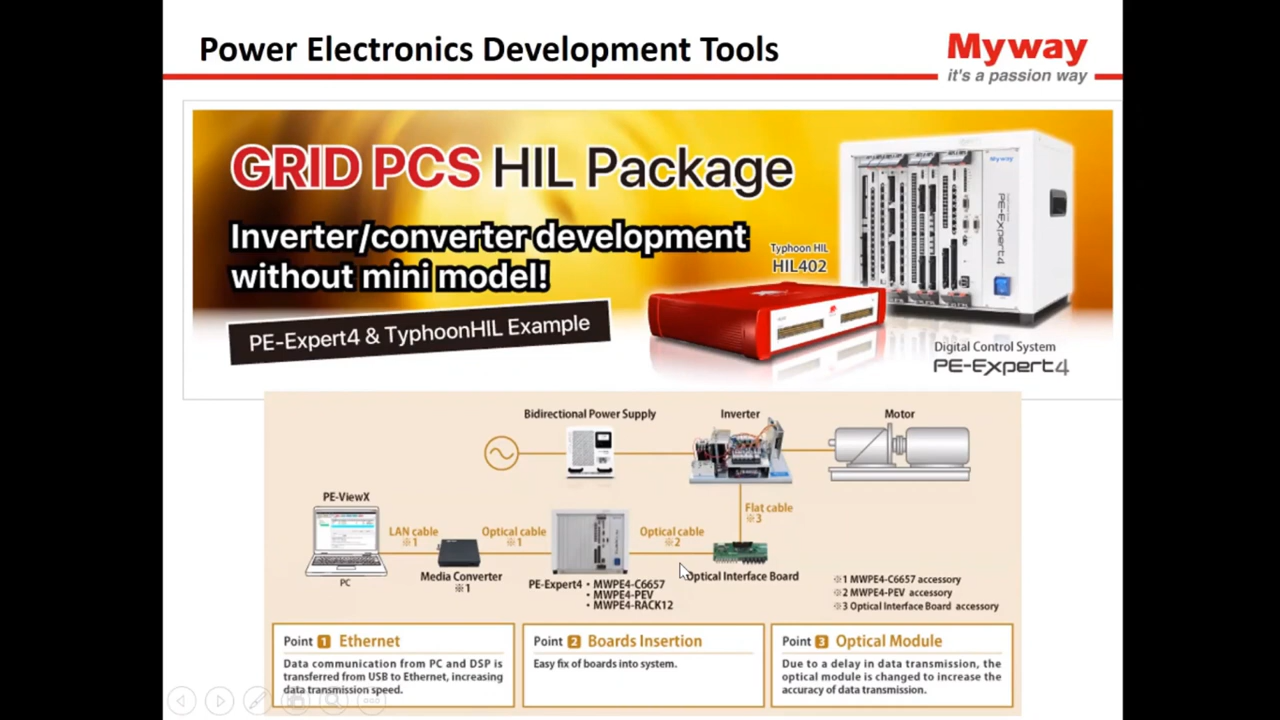 Power Electronics Development Tools
Myway
it's a passion way
GRID PCS HIL Package
Inverter/converter development
without mini model!
PE-Expert4 & TyphoonHIL Example
Typhoon HIL
HIL402
Myway
PE-Expert4
Digital Control System
PE-Expert4
Bidirectional Power Supply
Inverter
Motor
PE-ViewX
LAN cable
※1
Optical cable
※1
Optical cable
※2
Flat cable
※3
PC
Media Converter
※1
PE-Expert4 • MWPE4-C6657
• MWPE4-PEV
• MWPE4-RACK12
Optical Interface Board
※1 MWPE4-C6657 accessory
※2 MWPE4-PEV accessory
※3 Optical Interface Board accessory
Point 1 Ethernet
Data communication from PC and DSP is
transferred from USB to Ethernet, increasing
data transmission speed.
Point 2 Boards Insertion
Easy fix of boards into system.
Point 3 Optical Module
Due to a delay in data transmission, the
optical module is changed to increase the
accuracy of data transmission.